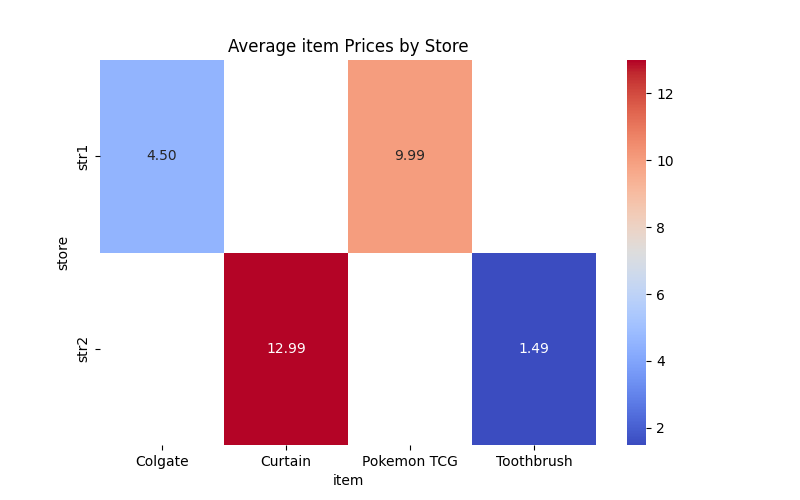 Average item Prices by Store
str1
4.50
9.99
store
str2
12.99
1.49
Colgate
Curtain
Pokemon TCG
Toothbrush
item
12
10
8
6
4
2